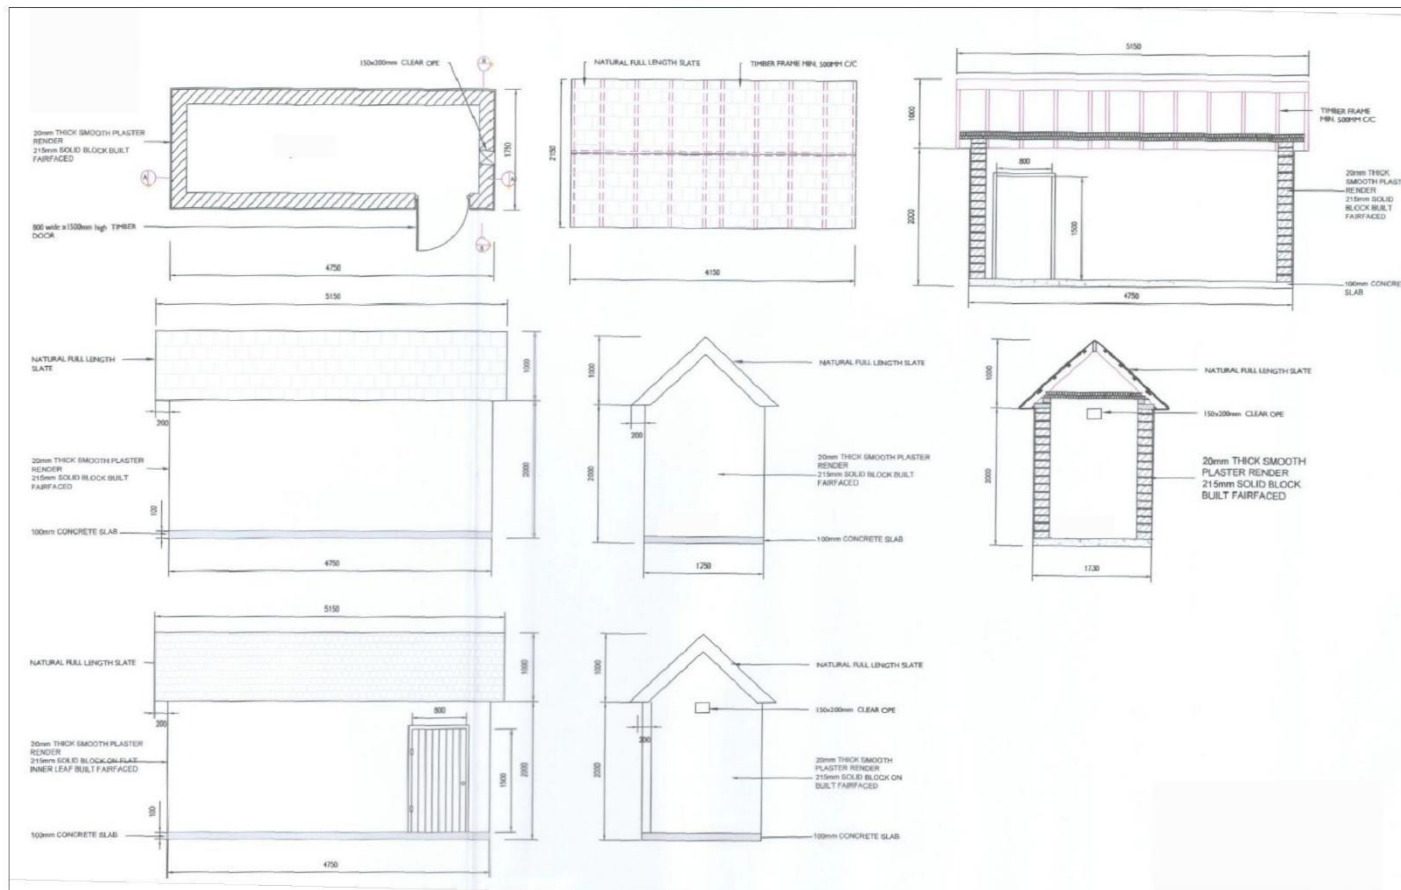 150x200mm CLEAR OPE
B
20mm THICK SMOOTH PLASTER
RENDER
215mm SOLID BLOCK BUILT
FAIRFACED
1750
A
A
800 wide x 1500mm high TIMBER
DOOR
B
4750
NATURAL FULL LENGTH SLATS
TIMBER FRAME MIN. 500MM C/C
2150
4150
5150
1000
TIMBER FRAME
MIN. 500MM C/C
800
20mm THICK
SMOOTH PLAST
RENDER
215mm SOLID
BLOCK BUILT
FAIRFACED
2000
1500
100mm CONCRE
SLAB
4750
5150
NATURAL FULL LENGTH
SLATE
1000
200
20mm THICK SMOOTH PLASTER
RENDER
215mm SOLID BLOCK BUILT
FAIRFACED
2000
100
100mm CONCRETE SLAB
4750
1000
NATURAL FULL LENGTH SLATE
200
20mm THICK SMOOTH PLASTER
RENDER
215mm SOLID BLOCK BUILT
FAIRFACED
2000
100mm CONCRETE SLAB
1750
1000
NATURAL FULL LENGTH SLATE
150x200mm CLEAR OPE
20mm THICK SMOOTH
PLASTER RENDER
215mm SOLID BLOCK
BUILT FAIRFACED
2000
1730
5150
NATURAL FULL LENGTH SLATE
1000
200
800
20mm THICK SMOOTH PLASTER
RENDER
215mm SOLID BLOCK ON FLAT
INNER LEAF BUILT FAIRFACED
1500
2000
100
100mm CONCRETE SLAB
4750
1000
NATURAL FULL LENGTH SLATE
150x200mm CLEAR OPE
200
20mm THICK SMOOTH
PLASTER RENDER
215mm SOLID BLOCK ON
BUILT FAIRFACED
2000
100mm CONCRETE SLAB